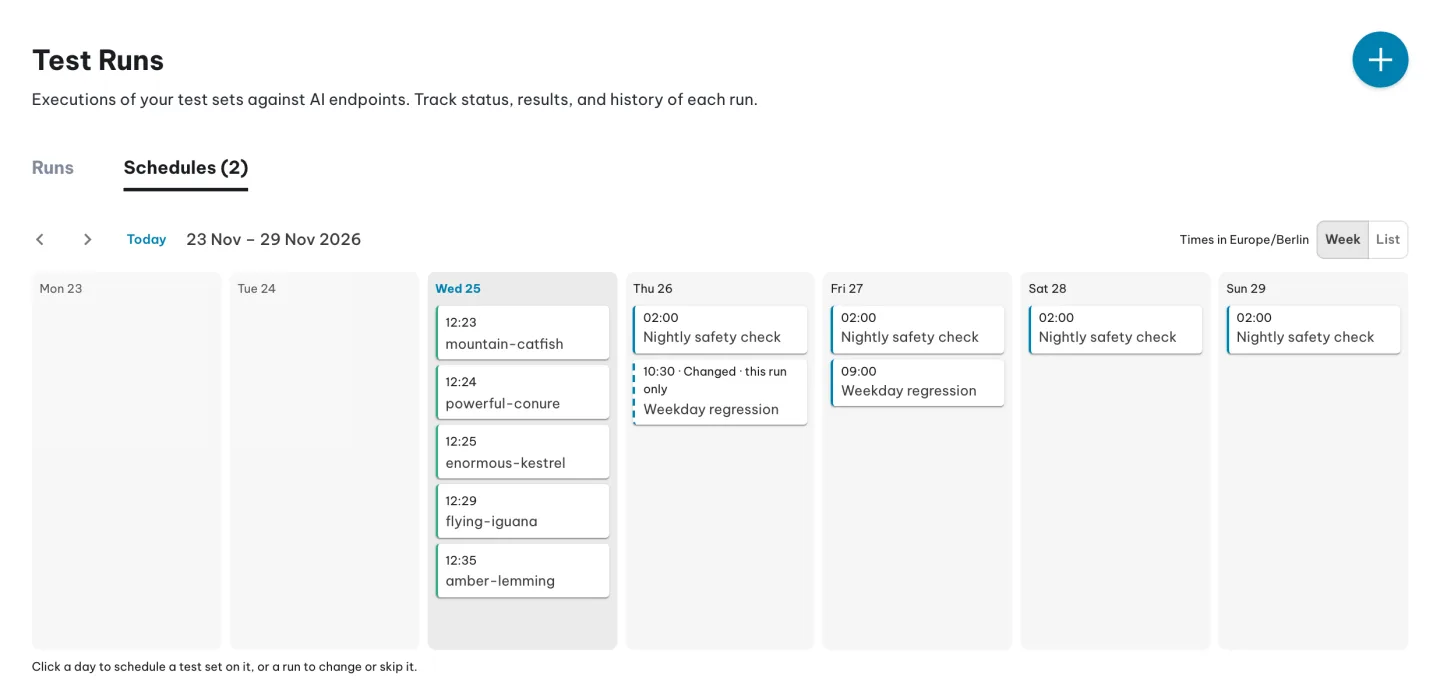 Test Runs
Executions of your test sets against AI endpoints. Track status, results, and history of each run.
Runs
Schedules (2)
Today
23 Nov – 29 Nov 2026
Times in Europe/Berlin
Week
List
Mon 23
Tue 24
Wed 25
12:23
mountain-catfish
12:24
powerful-conure
12:25
enormous-kestrel
12:29
flying-iguana
12:35
amber-lemming
Thu 26
02:00
Nightly safety check
10:30 · Changed · this run
only
Weekday regression
Fri 27
02:00
Nightly safety check
09:00
Weekday regression
Sat 28
02:00
Nightly safety check
Sun 29
02:00
Nightly safety check
Click a day to schedule a test set on it, or a run to change or skip it.